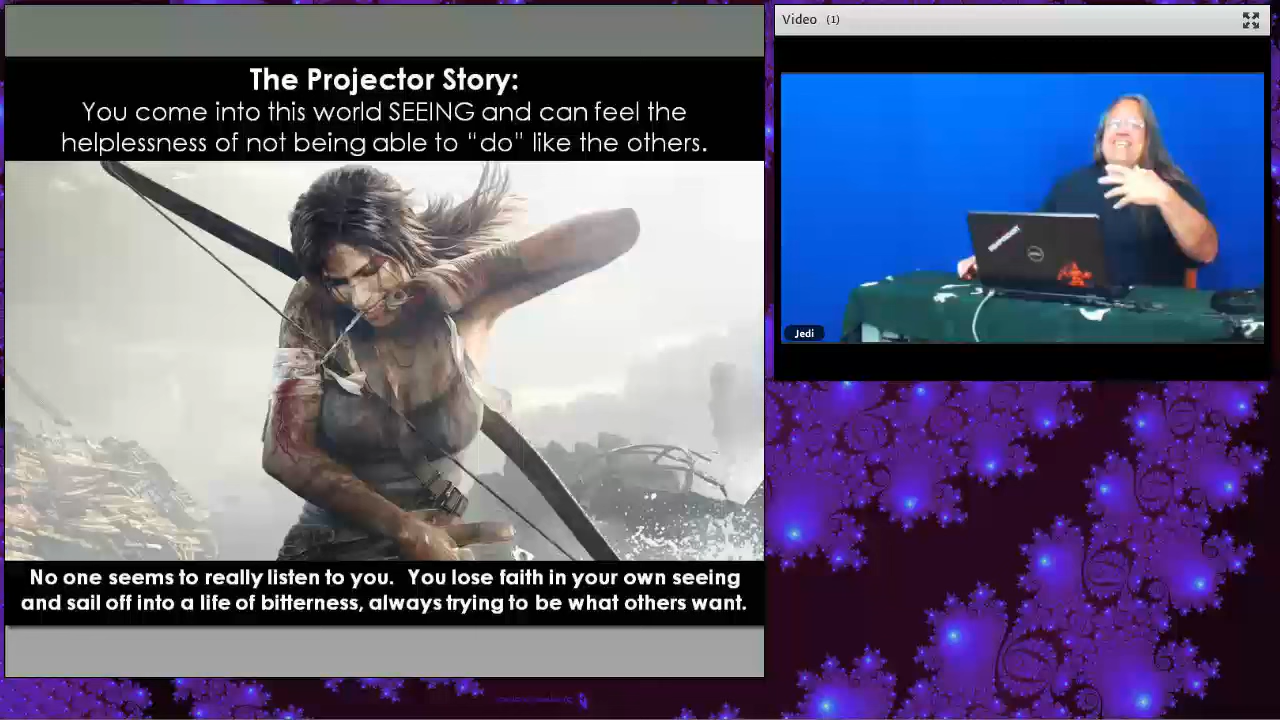 The Projector Story:
You come into this world SEEING and can feel the
helplessness of not being able to “do” like the others.
No one seems to really listen to you. You lose faith in your own seeing
and sail off into a life of bitterness, always trying to be what others want.
Video (1)
Jedi
DELL